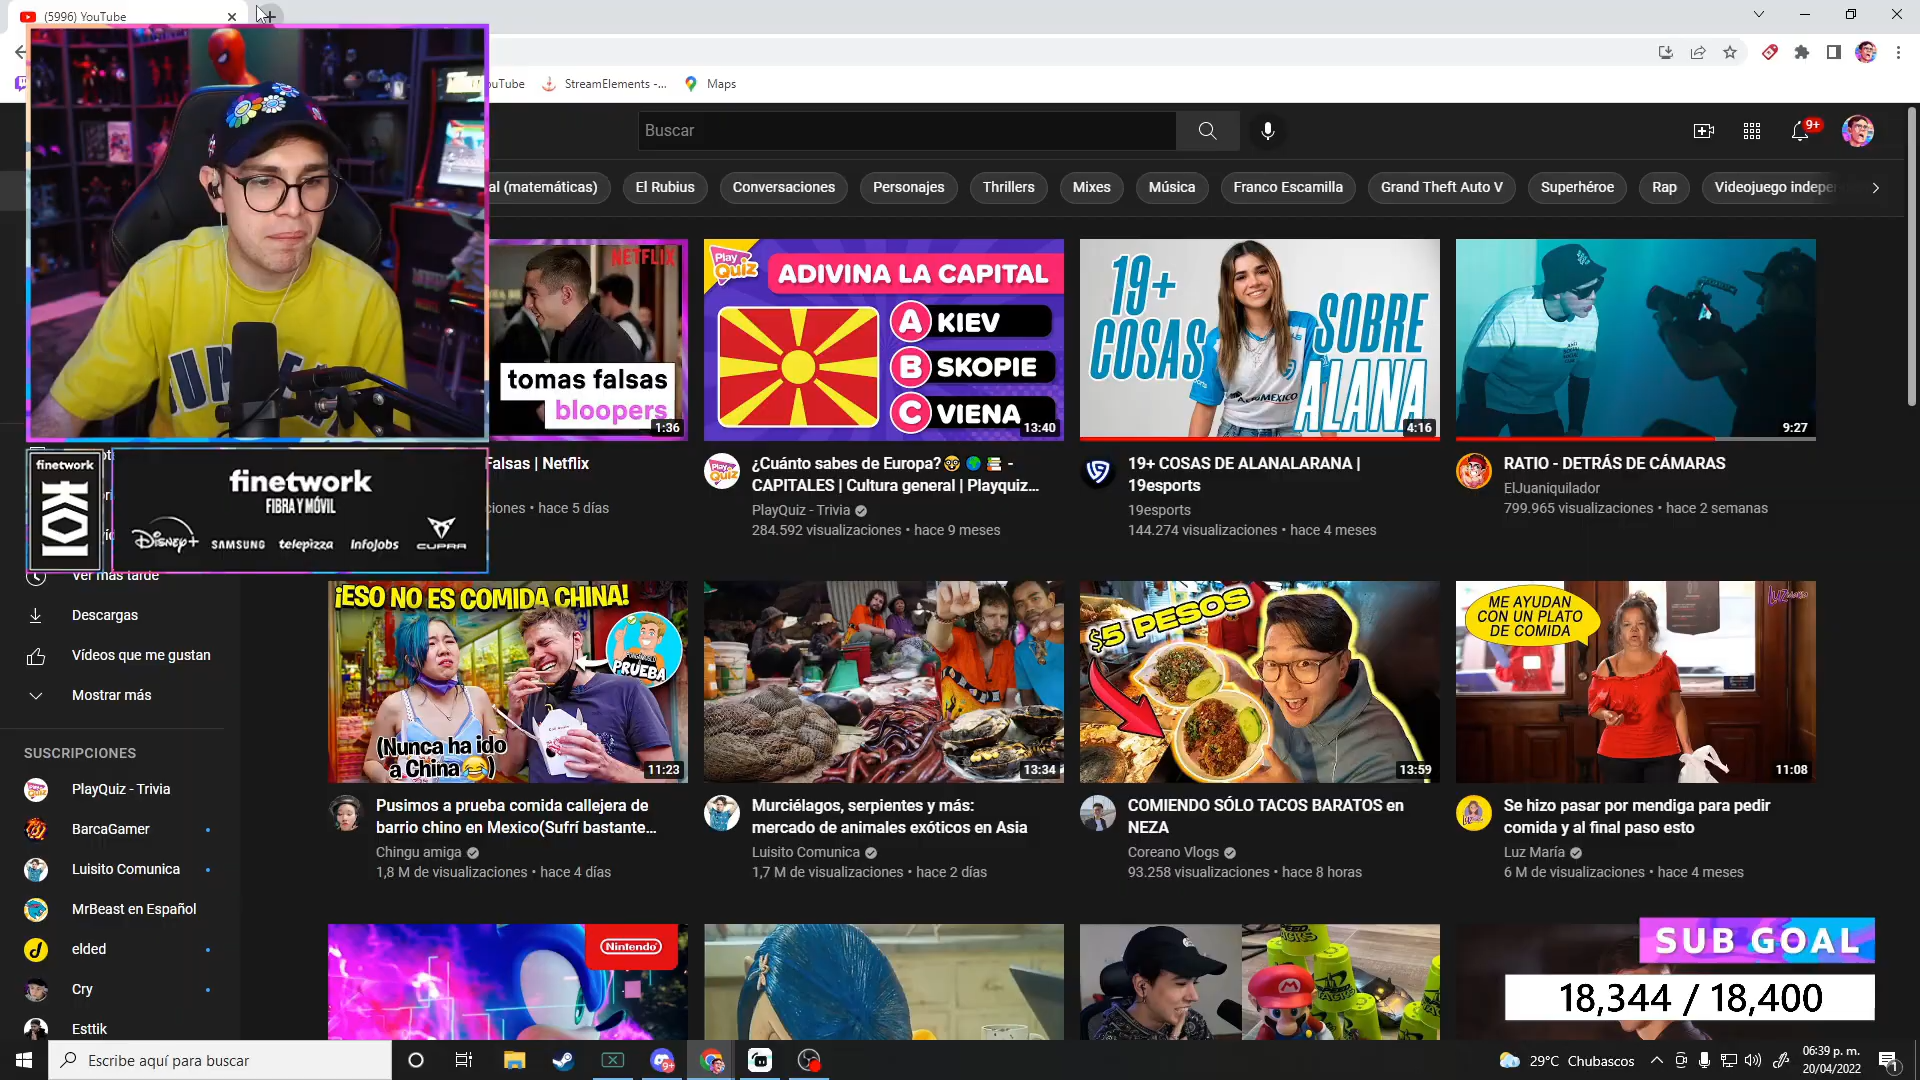 (5996) YouTube
ouTube
StreamElements -...
Maps
Buscar
9+
al (matemáticas)
El Rubius
Conversaciones
Personajes
Thrillers
Mixes
Música
Franco Escamilla
Grand Theft Auto V
Superhéroe
Rap
Videojuego indepe
NETFLIX
tomas falsas
bloopers
1:36
Play Quiz
ADIVINA LA CAPITAL
A KIEV
B SKOPIE
C VIENA
13:40
19+
COSAS
SOBRE
ALANA
4:16
9:27
Falsas | Netflix
ciones • hace 5 días
¿Cuánto sabes de Europa?🤓 🌍 📚 -
CAPITALES | Cultura general | Playquiz...
PlayQuiz - Trivia
284.592 visualizaciones • hace 9 meses
19+ COSAS DE ALANALARANA |
19esports
19esports
144.274 visualizaciones • hace 4 meses
RATIO - DETRÁS DE CÁMARAS
ElJuaniquilador
799.965 visualizaciones • hace 2 semanas
finetwork
KOI
finetwork
FIBRA Y MÓVIL
Disney+
SAMSUNG
telepizza
InfoJobs
CUPRA
Ver más tarde
Descargas
Vídeos que me gustan
Mostrar más
SUSCRIPCIONES
PlayQuiz - Trivia
BarcaGamer
Luisito Comunica
MrBeast en Español
elded
Cry
Esttik
¡ESO NO ES COMIDA CHINA!
PRUEBA
(Nunca ha ido
a China😂)
11:23
13:34
$5 PESOS
13:59
ME AYUDAN
CON UN PLATO
DE COMIDA
11:08
Pusimos a prueba comida callejera de
barrio chino en Mexico(Sufrí bastante...
Chingu amiga
1,8 M de visualizaciones • hace 4 días
Murciélagos, serpientes y más:
mercado de animales exóticos en Asia
Luisito Comunica
1,7 M de visualizaciones • hace 2 días
COMIENDO SÓLO TACOS BARATOS en
NEZA
Coreano Vlogs
93.258 visualizaciones • hace 8 horas
Se hizo pasar por mendiga para pedir
comida y al final paso esto
Luz María
6 M de visualizaciones • hace 4 meses
Nintendo
SUB GOAL
18,344 / 18,400
Escribe aquí para buscar
29°C Chubascos
06:39 p. m.
20/04/2022
1